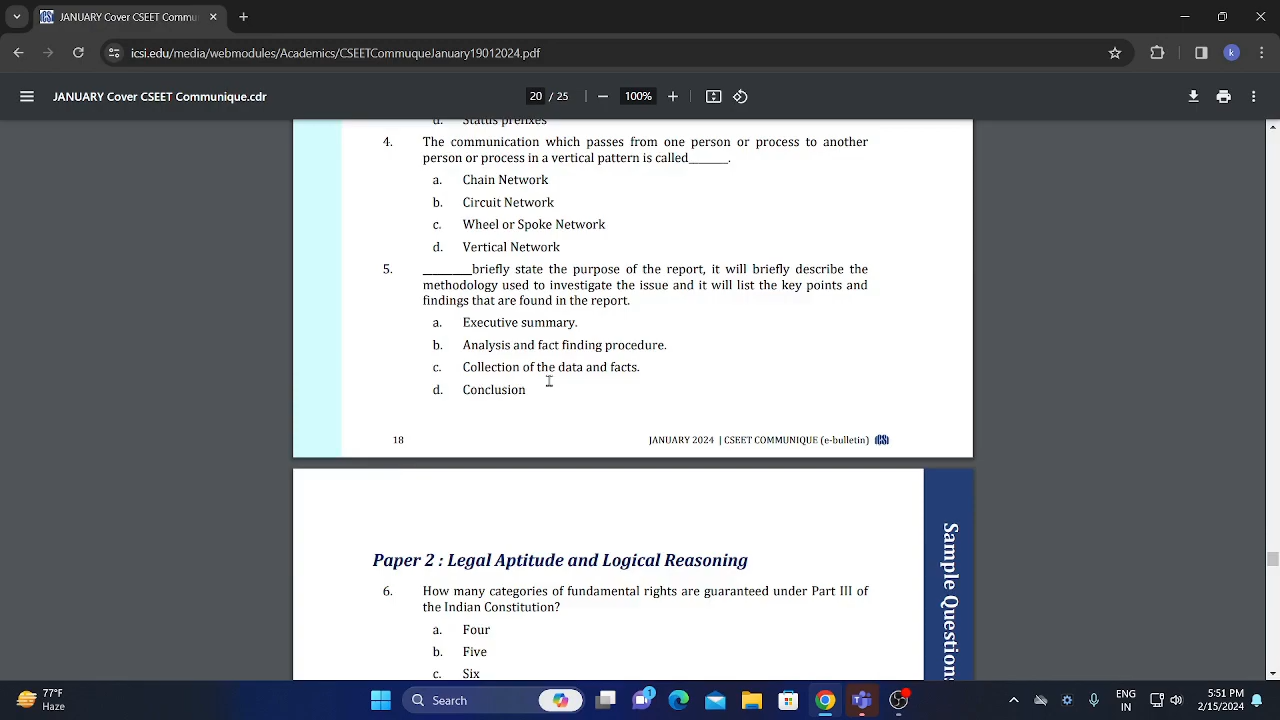 JANUARY Cover CSEET Commu
icsi.edu/media/webmodules/Academics/CSEETCommuqueJanuary19012024.pdf
k
JANUARY Cover CSEET Communique.cdr
20 / 25
100%
d. Status prefixes
4. The communication which passes from one person or process to another
person or process in a vertical pattern is called______.
a. Chain Network
b. Circuit Network
c. Wheel or Spoke Network
d. Vertical Network
5. _______briefly state the purpose of the report, it will briefly describe the
methodology used to investigate the issue and it will list the key points and
findings that are found in the report.
a. Executive summary.
b. Analysis and fact finding procedure.
c. Collection of the data and facts.
d. Conclusion
18
JANUARY 2024 | CSEET COMMUNIQUE (e-bulletin)
Paper 2 : Legal Aptitude and Logical Reasoning
6. How many categories of fundamental rights are guaranteed under Part III of
the Indian Constitution?
a. Four
b. Five
c. Six
Sample Questions
77°F
Haze
Search
1
ENG
IN
5:51 PM
2/15/2024